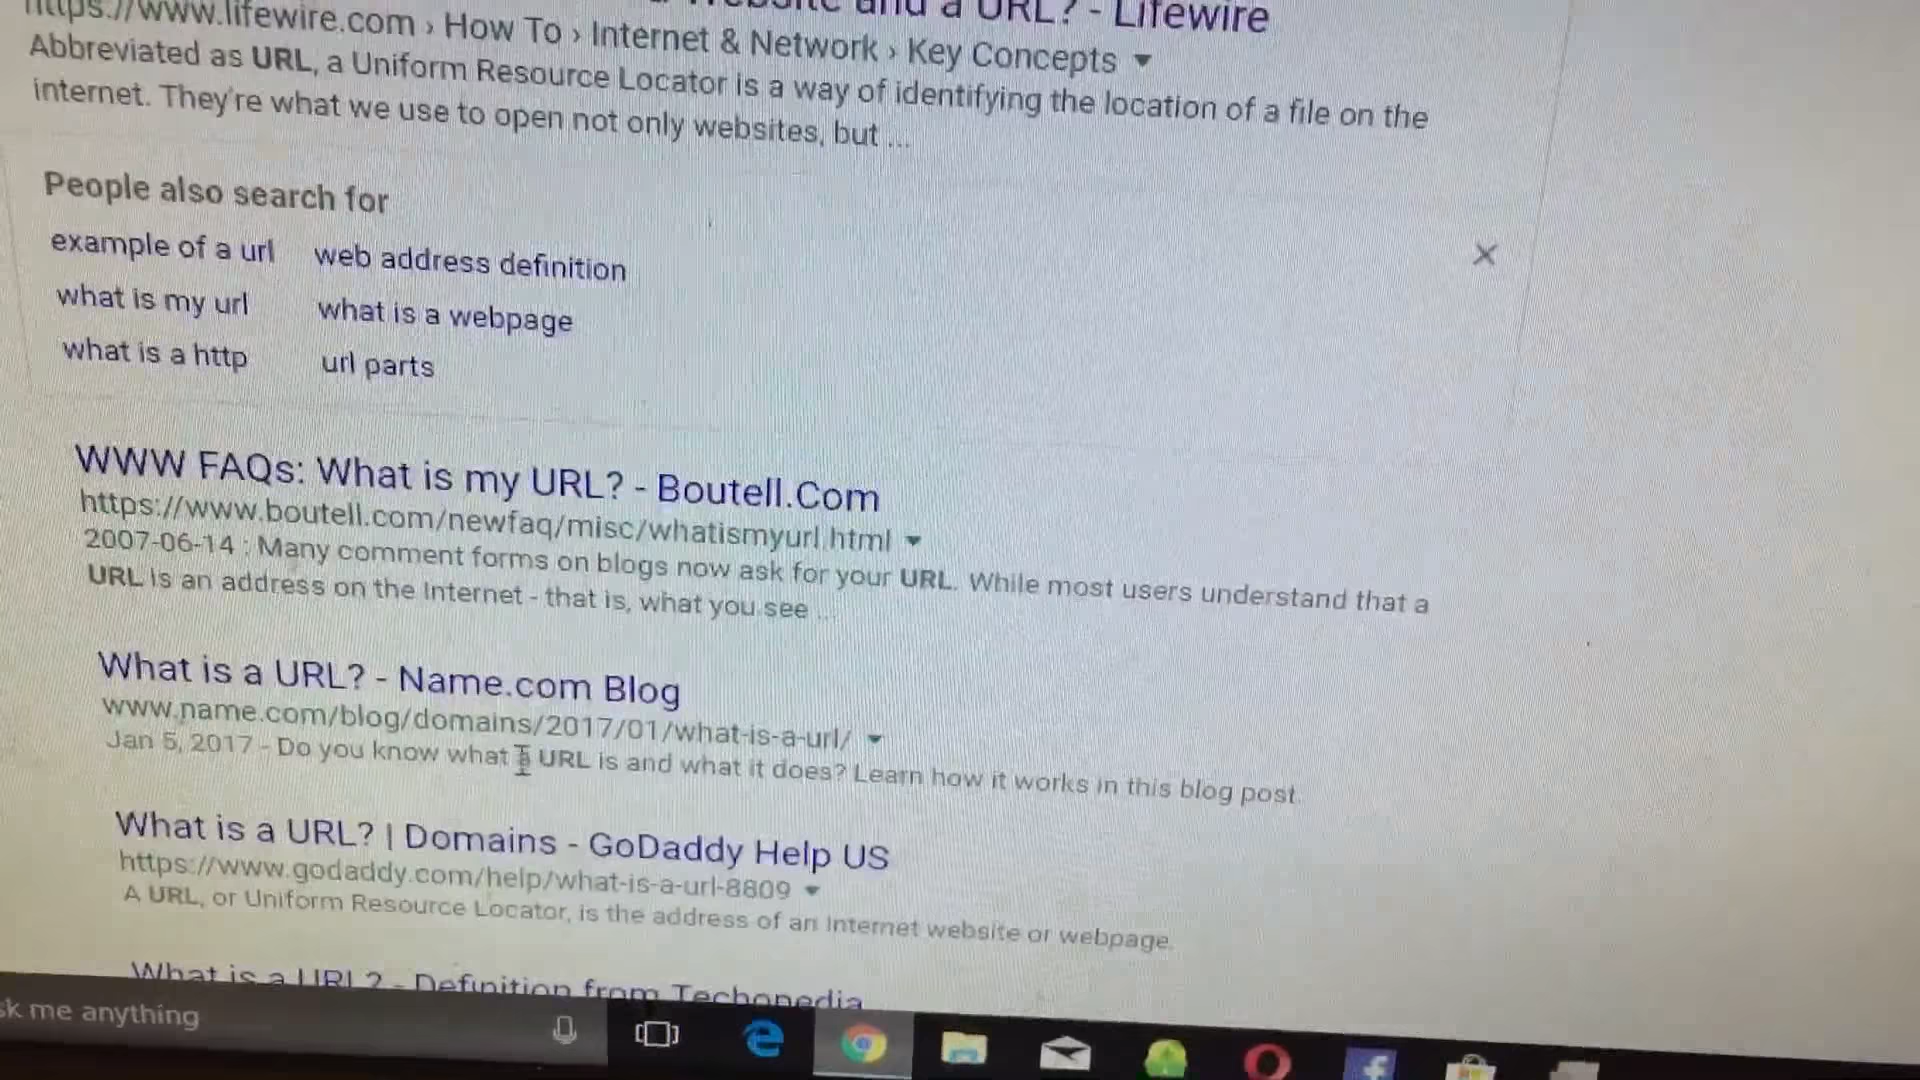 https://www.lifewire.com › How To › Internet & Network › Key Concepts
and a URL? - Lifewire
Abbreviated as URL, a Uniform Resource Locator is a way of identifying the location of a file on the
internet. They're what we use to open not only websites, but ...
People also search for
example of a url web address definition
what is my url what is a webpage
what is a http url parts
WWW FAQs: What is my URL? - Boutell.Com
https://www.boutell.com/newfaq/misc/whatismyurl.html
2007-06-14 : Many comment forms on blogs now ask for your URL. While most users understand that a
URL is an address on the Internet - that is, what you see ...
What is a URL? - Name.com Blog
www.name.com/blog/domains/2017/01/what-is-a-url/
Jan 5, 2017 - Do you know what a URL is and what it does? Learn how it works in this blog post.
What is a URL? | Domains - GoDaddy Help US
https://www.godaddy.com/help/what-is-a-url-8809
A URL, or Uniform Resource Locator, is the address of an Internet website or webpage.
What is a URL? - Definition from Techopedia
sk me anything